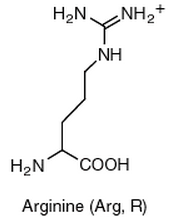 H₂N NH₂⁺
NH
H₂N COOH
Arginine (Arg, R)